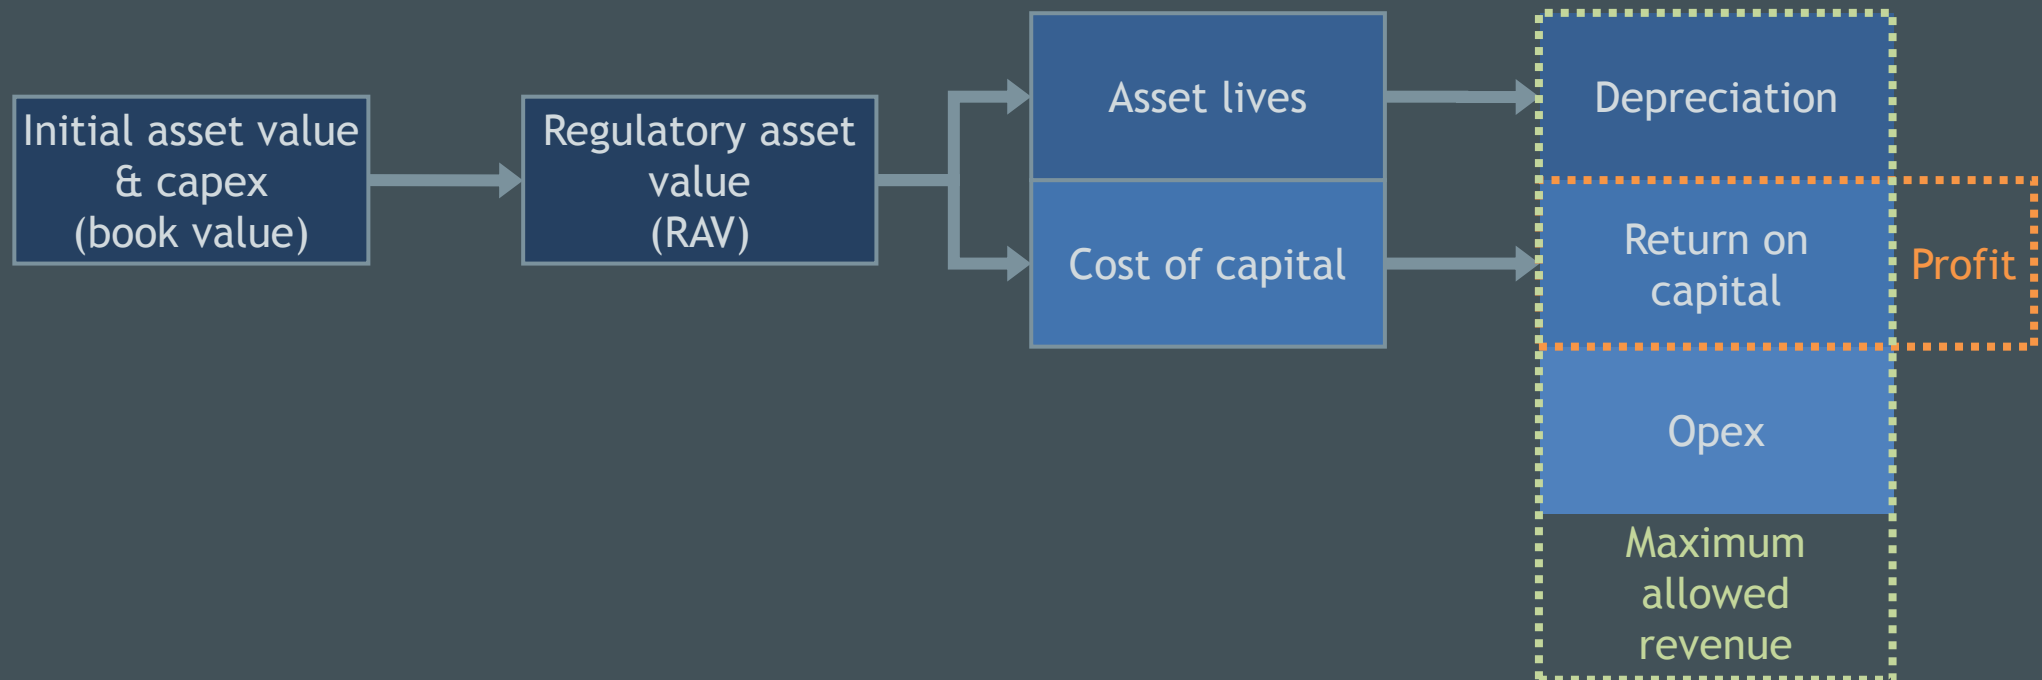 Initial asset value
& capex
(book value)
Regulatory asset
value
(RAV)
Asset lives
Cost of capital
Depreciation
Return on
capital
Profit
Opex
Maximum
allowed
revenue